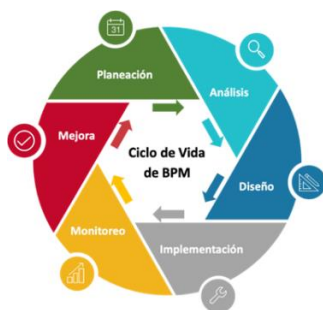 31
Planeación
Análisis
Mejora
Ciclo de Vida
de BPM
Diseño
Monitoreo
Implementación